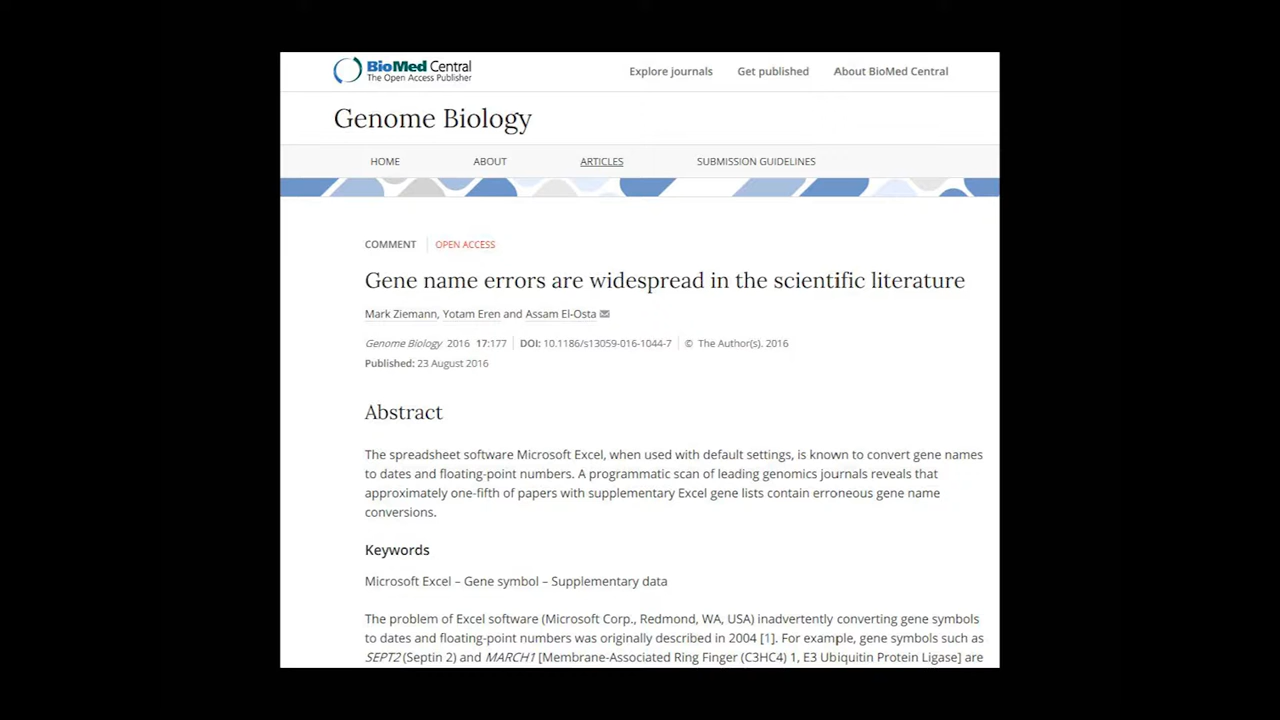 BioMed Central
The Open Access Publisher
Explore journals Get published About BioMed Central
Genome Biology
HOME ABOUT ARTICLES SUBMISSION GUIDELINES
COMMENT OPEN ACCESS
Gene name errors are widespread in the scientific literature
Mark Ziemann, Yotam Eren and Assam El-Osta
Genome Biology 2016 17:177 DOI: 10.1186/s13059-016-1044-7 © The Author(s). 2016
Published: 23 August 2016
Abstract
The spreadsheet software Microsoft Excel, when used with default settings, is known to convert gene names
to dates and floating-point numbers. A programmatic scan of leading genomics journals reveals that
approximately one-fifth of papers with supplementary Excel gene lists contain erroneous gene name
conversions.
Keywords
Microsoft Excel – Gene symbol – Supplementary data
The problem of Excel software (Microsoft Corp., Redmond, WA, USA) inadvertently converting gene symbols
to dates and floating-point numbers was originally described in 2004 [1]. For example, gene symbols such as
SEPT2 (Septin 2) and MARCH1 [Membrane-Associated Ring Finger (C3HC4) 1, E3 Ubiquitin Protein Ligase] are